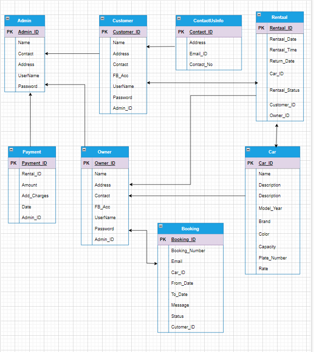 Admin
PK Admin_ID
Name
Contact
Address
UserName
Password
Customer
PK Customer_ID
Name
Address
Contact
FB_Acc
UserName
Password
Admin_ID
ContactUsInfo
PK Contact_ID
Address
Email_ID
Contact_No
Rentaal
PK Rentaal_ID
Rentaal_Date
Rentaal_Time
Return_Date
Car_ID
Rentaal_Status
Customer_ID
Owner_ID
Payment
PK Payment_ID
Rental_ID
Amount
Add_Charges
Date
Admin_ID
Owner
PK Owner_ID
Name
Address
Contact
FB_Acc
UserName
Password
Admin_ID
Car
PK Car_ID
Name
Description
Description
Model_Year
Brand
Color
Capacity
Plate_Number
Rate
Booking
PK Booking_ID
Booking_Number
Email
Car_ID
From_Date
To_Date
Message
Status
Cutomer_ID